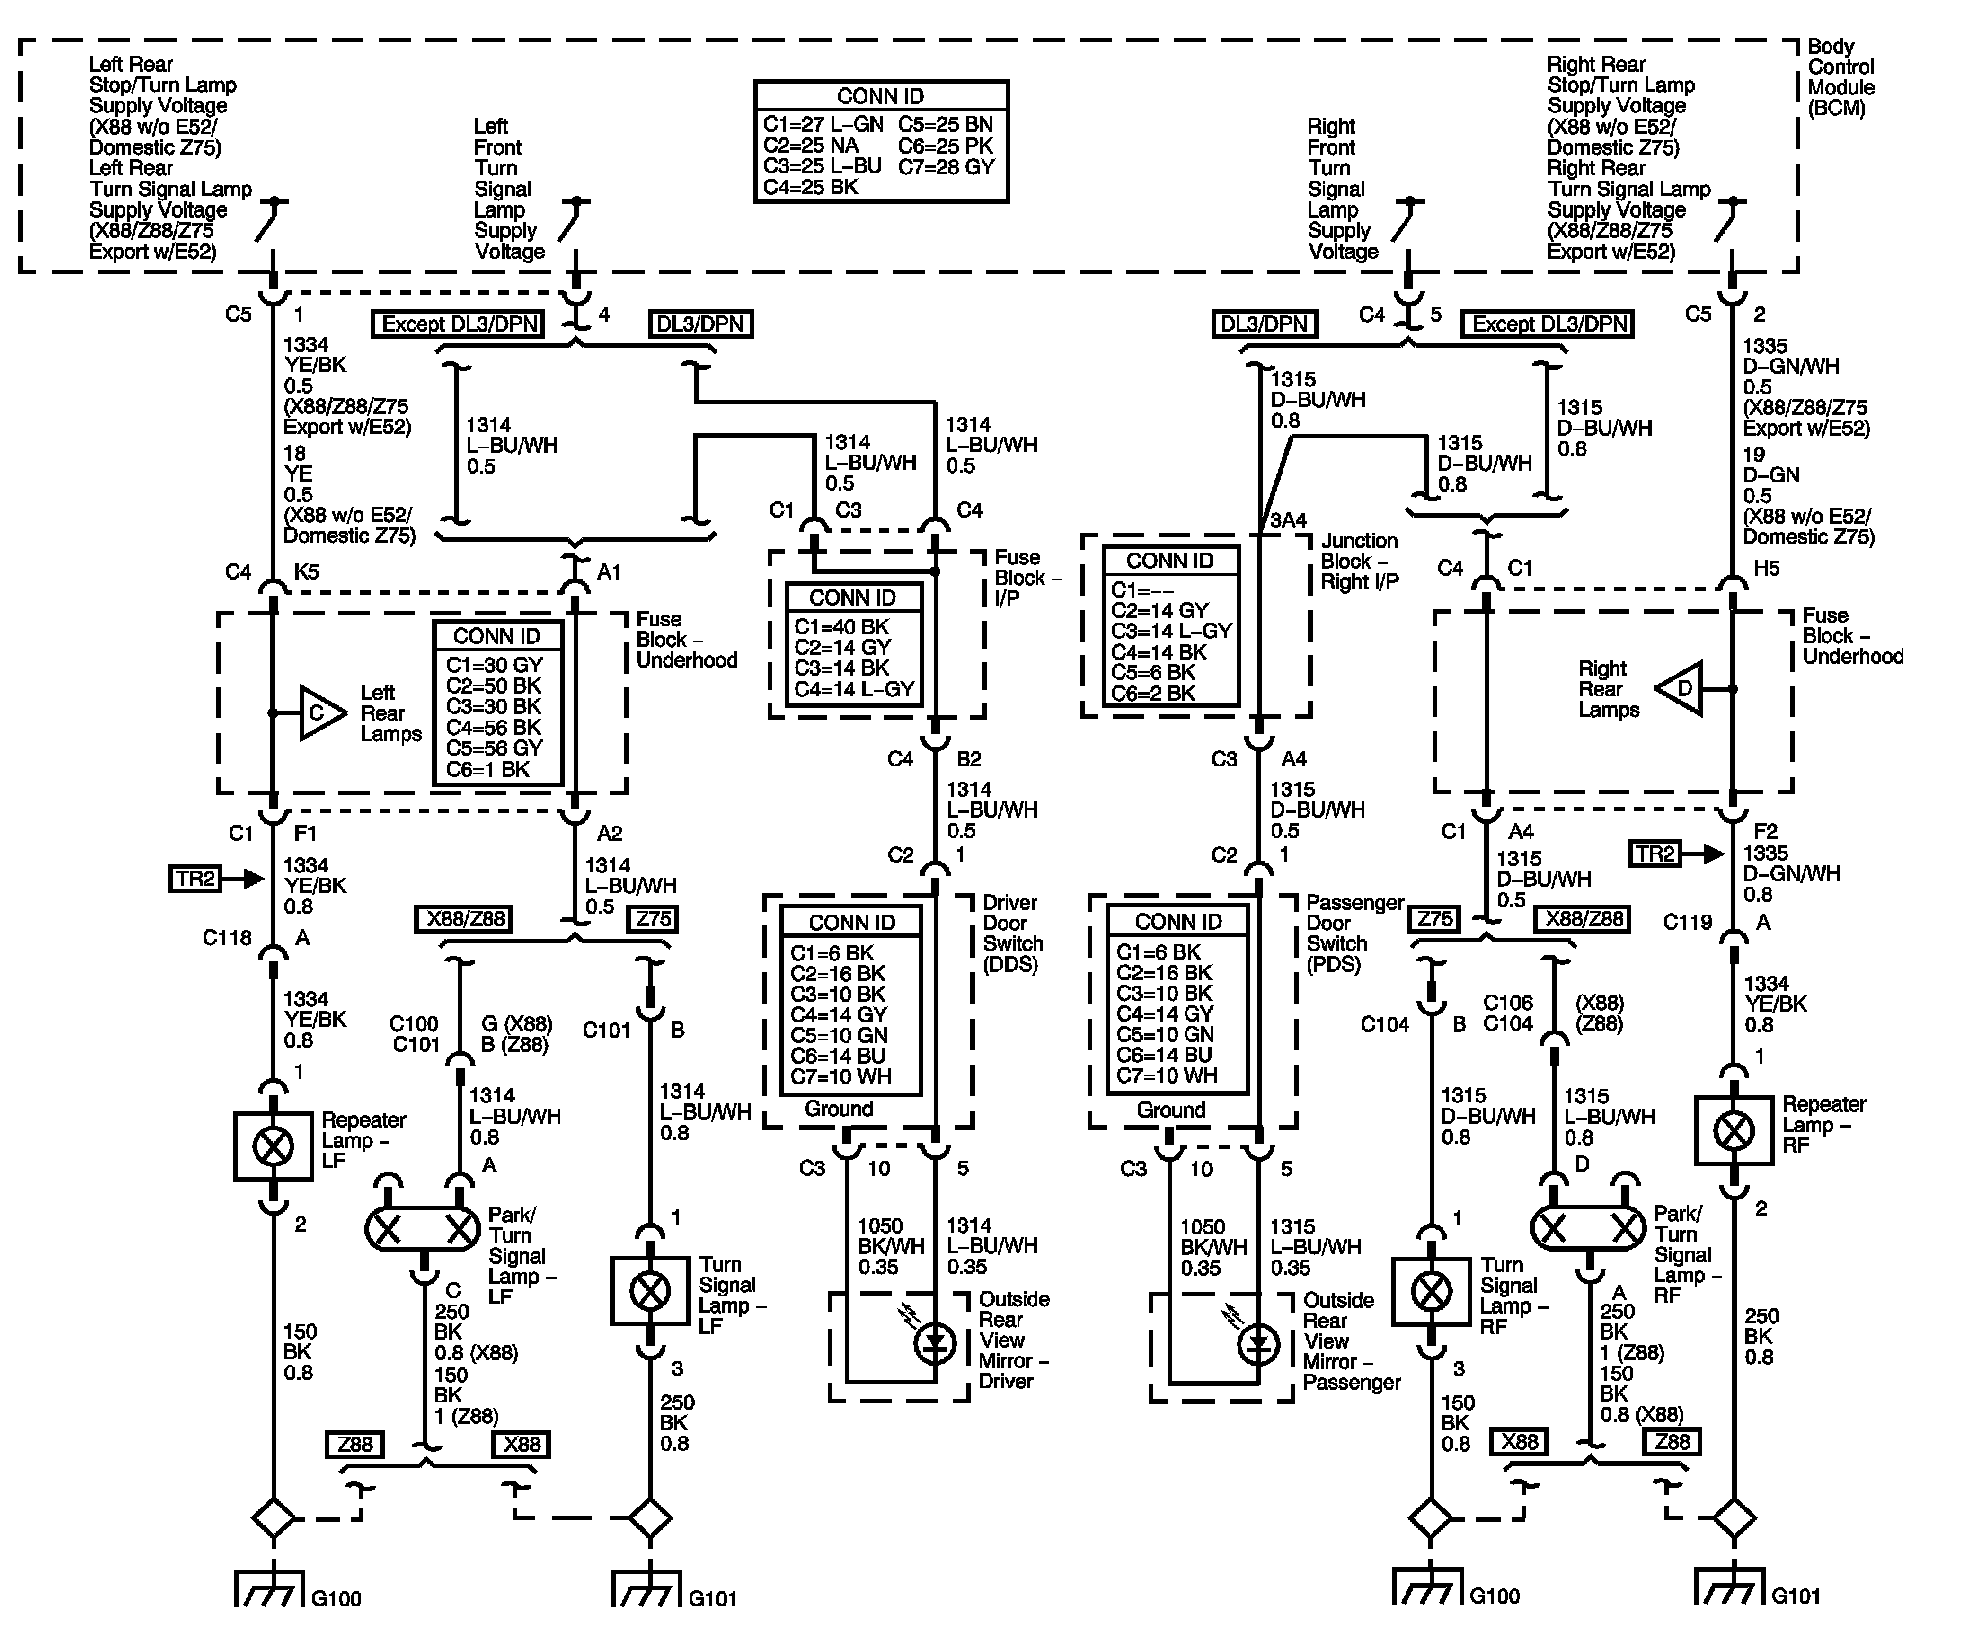 Left Rear
Stop/Turn Lamp
Supply Voltage
(X88 w/o E52/
Domestic Z75)
Left Rear
Turn Signal Lamp
Supply Voltage
(X88/Z88/Z75
Export w/E52)
Left
Front
Turn
Signal
Lamp
Supply
Voltage
CONN ID
C1=27 L-GN C5=25 BN
C2=25 NA C6=25 PK
C3=25 L-BU C7=28 GY
C4=25 BK
Right
Front
Turn
Signal
Lamp
Supply
Voltage
Right Rear
Stop/Turn Lamp
Supply Voltage
(X88 w/o E52/
Domestic Z75)
Right Rear
Turn Signal Lamp
Supply Voltage
(X88/Z88/Z75
Export w/E52)
Body
Control
Module
(BCM)
C5 1
4
C4 5
C5 2
Except DL3/DPN
DL3/DPN
DL3/DPN
Except DL3/DPN
1334
YE/BK
0.5
(X88/Z88/Z75
Export w/E52)
18
YE
0.5
(X88 w/o E52/
Domestic Z75)
1314
L-BU/WH
0.5
1314
L-BU/WH
0.5
1314
L-BU/WH
0.5
1315
D-BU/WH
0.8
1315
D-BU/WH
0.8
1315
D-BU/WH
0.8
1335
D-GN/WH
0.5
(X88/Z88/Z75
Export w/E52)
19
D-GN
0.5
(X88 w/o E52/
Domestic Z75)
C4 K5
A1
C1 C3 C4
3A4
C4 C1
H5
Fuse
Block -
Underhood
CONN ID
C1=30 GY
C2=50 BK
C3=30 BK
C4=56 BK
C5=56 GY
C6=1 BK
C
Left
Rear
Lamps
Fuse
Block -
I/P
CONN ID
C1=40 BK
C2=14 GY
C3=14 BK
C4=14 L-GY
Junction
Block -
Right I/P
CONN ID
C1=--
C2=14 GY
C3=14 L-GY
C4=14 BK
C5=6 BK
C6=2 BK
Fuse
Block -
Underhood
Right
Rear
Lamps
D
C4 B2
C3 A4
C1 F1
A2
C1 A4
F2
1314
L-BU/WH
0.5
1315
D-BU/WH
0.5
TR2
1334
YE/BK
0.8
1314
L-BU/WH
0.5
C2 1
C2 1
1315
D-BU/WH
0.5
TR2
1335
D-GN/WH
0.8
X88/Z88
Z75
Z75
X88/Z88
C118 A
C119 A
Driver
Door
Switch
(DDS)
CONN ID
C1=6 BK
C2=16 BK
C3=10 BK
C4=14 GY
C5=10 GN
C6=14 BU
C7=10 WH
Ground
Passenger
Door
Switch
(PDS)
CONN ID
C1=6 BK
C2=16 BK
C3=10 BK
C4=14 GY
C5=10 GN
C6=14 BU
C7=10 WH
Ground
1334
YE/BK
0.8
C100 G (X88)
C101 B (Z88)
C101 B
C104 B
C106 (X88)
C104 (Z88)
1334
YE/BK
0.8
1
1314
L-BU/WH
0.8
1314
L-BU/WH
0.8
1315
D-BU/WH
0.8
1315
L-BU/WH
0.8
1
Repeater
Lamp -
LF
Repeater
Lamp -
RF
A
D
C3 10 5
C3 10 5
2
2
Park/
Turn
Signal
Lamp -
LF
1
1
Park/
Turn
Signal
Lamp -
RF
1050
BK/WH
0.35
1314
L-BU/WH
0.35
1050
BK/WH
0.35
1315
L-BU/WH
0.35
Turn
Signal
Lamp -
LF
Turn
Signal
Lamp -
RF
C
250
BK
0.8 (X88)
150
BK
1 (Z88)
Outside
Rear
View
Mirror -
Driver
Outside
Rear
View
Mirror -
Passenger
A
250
BK
1 (Z88)
150
BK
0.8 (X88)
150
BK
0.8
3
250
BK
0.8
3
150
BK
0.8
250
BK
0.8
Z88
X88
X88
Z88
G100
G101
G100
G101